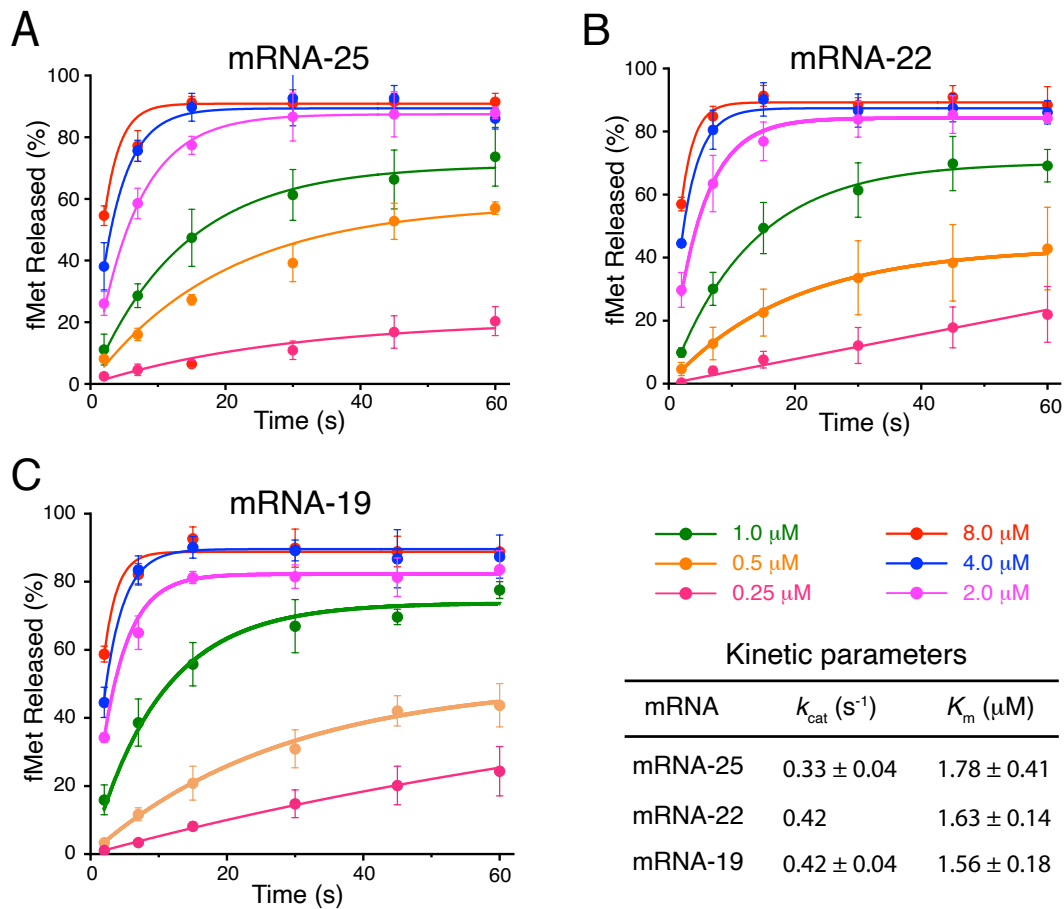 A
mRNA-25
fMet Released (%)
100
80
60
40
20
0
0 20 40 60
Time (s)
B
mRNA-22
fMet Released (%)
100
80
60
40
20
0
0 20 40 60
Time (s)
C
mRNA-19
fMet Released (%)
100
80
60
40
20
0
0 20 40 60
Time (s)
1.0 μM 8.0 μM
0.5 μM 4.0 μM
0.25 μM 2.0 μM
Kinetic parameters
mRNA kcat (s-1) Km (μM)
mRNA-25 0.33 ± 0.04 1.78 ± 0.41
mRNA-22 0.42 1.63 ± 0.14
mRNA-19 0.42 ± 0.04 1.56 ± 0.18